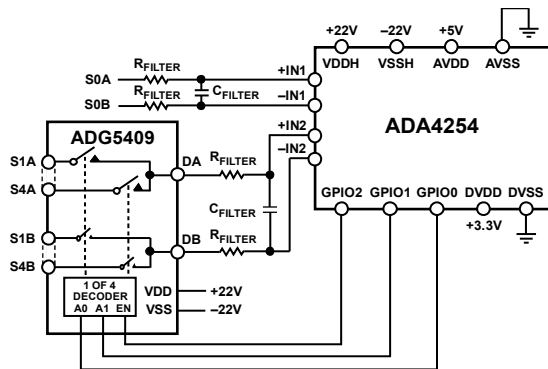 +22V
–22V
+5V
VDDH
VSSH
AVDD
AVSS
S0A
RFILTER
+IN1
CFILTER
S0B
RFILTER
–IN1
ADA4254
+IN2
–IN2
ADG5409
S1A
S4A
DA
RFILTER
GPIO2
GPIO1
GPIO0
DVDD
DVSS
+3.3V
CFILTER
S1B
S4B
DB
RFILTER
1 OF 4
DECODER
A0 A1 EN
VDD
+22V
VSS
–22V